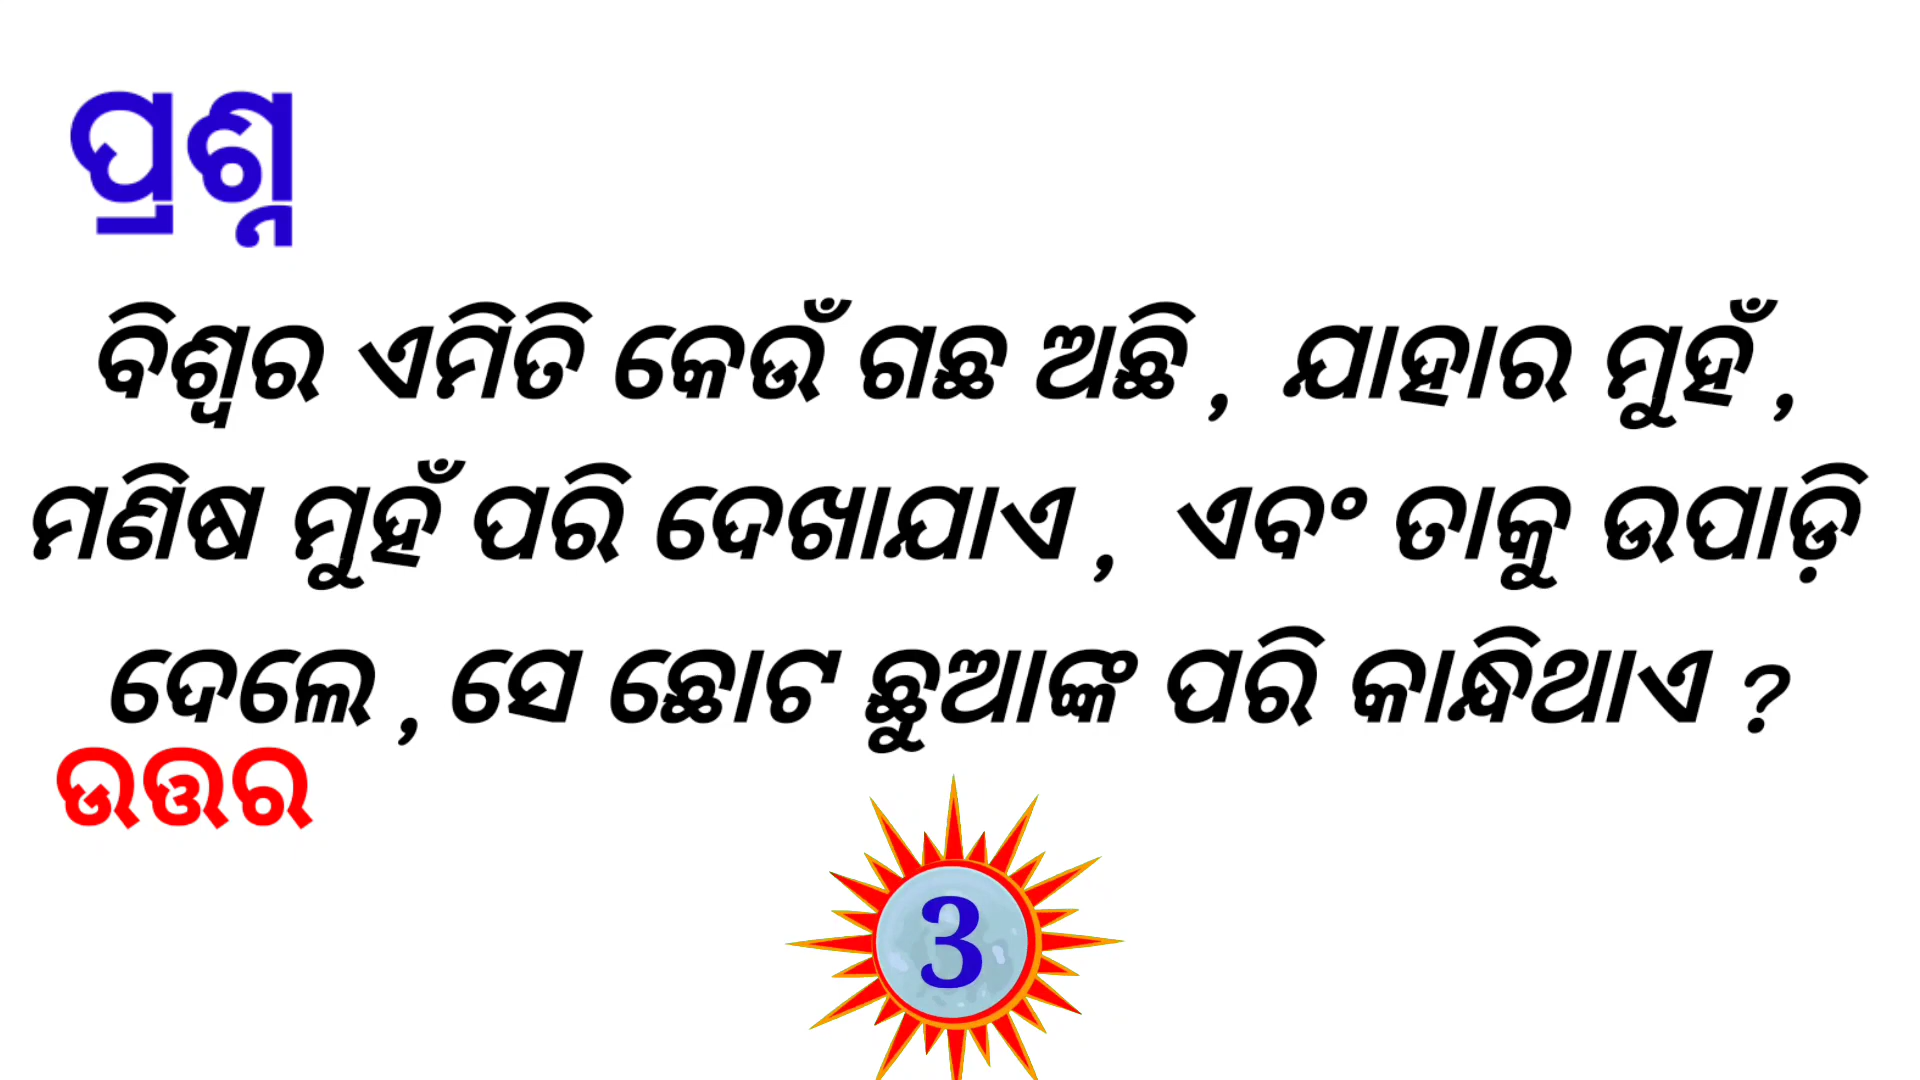 ପ୍ରଶ୍ନ
ବିଶ୍ୱର ଏମିତି କେଉଁ ଗଛ ଅଛି , ଯାହାର ମୁହଁ ,
ମଣିଷ ମୁହଁ ପରି ଦେଖାଯାଏ , ଏବଂ ତାକୁ ଉପାଡ଼ି
ଦେଲେ , ସେ ଛୋଟ ଛୁଆଙ୍କ ପରି କାନ୍ଧିଥାଏ ?
ଉତ୍ତର
3